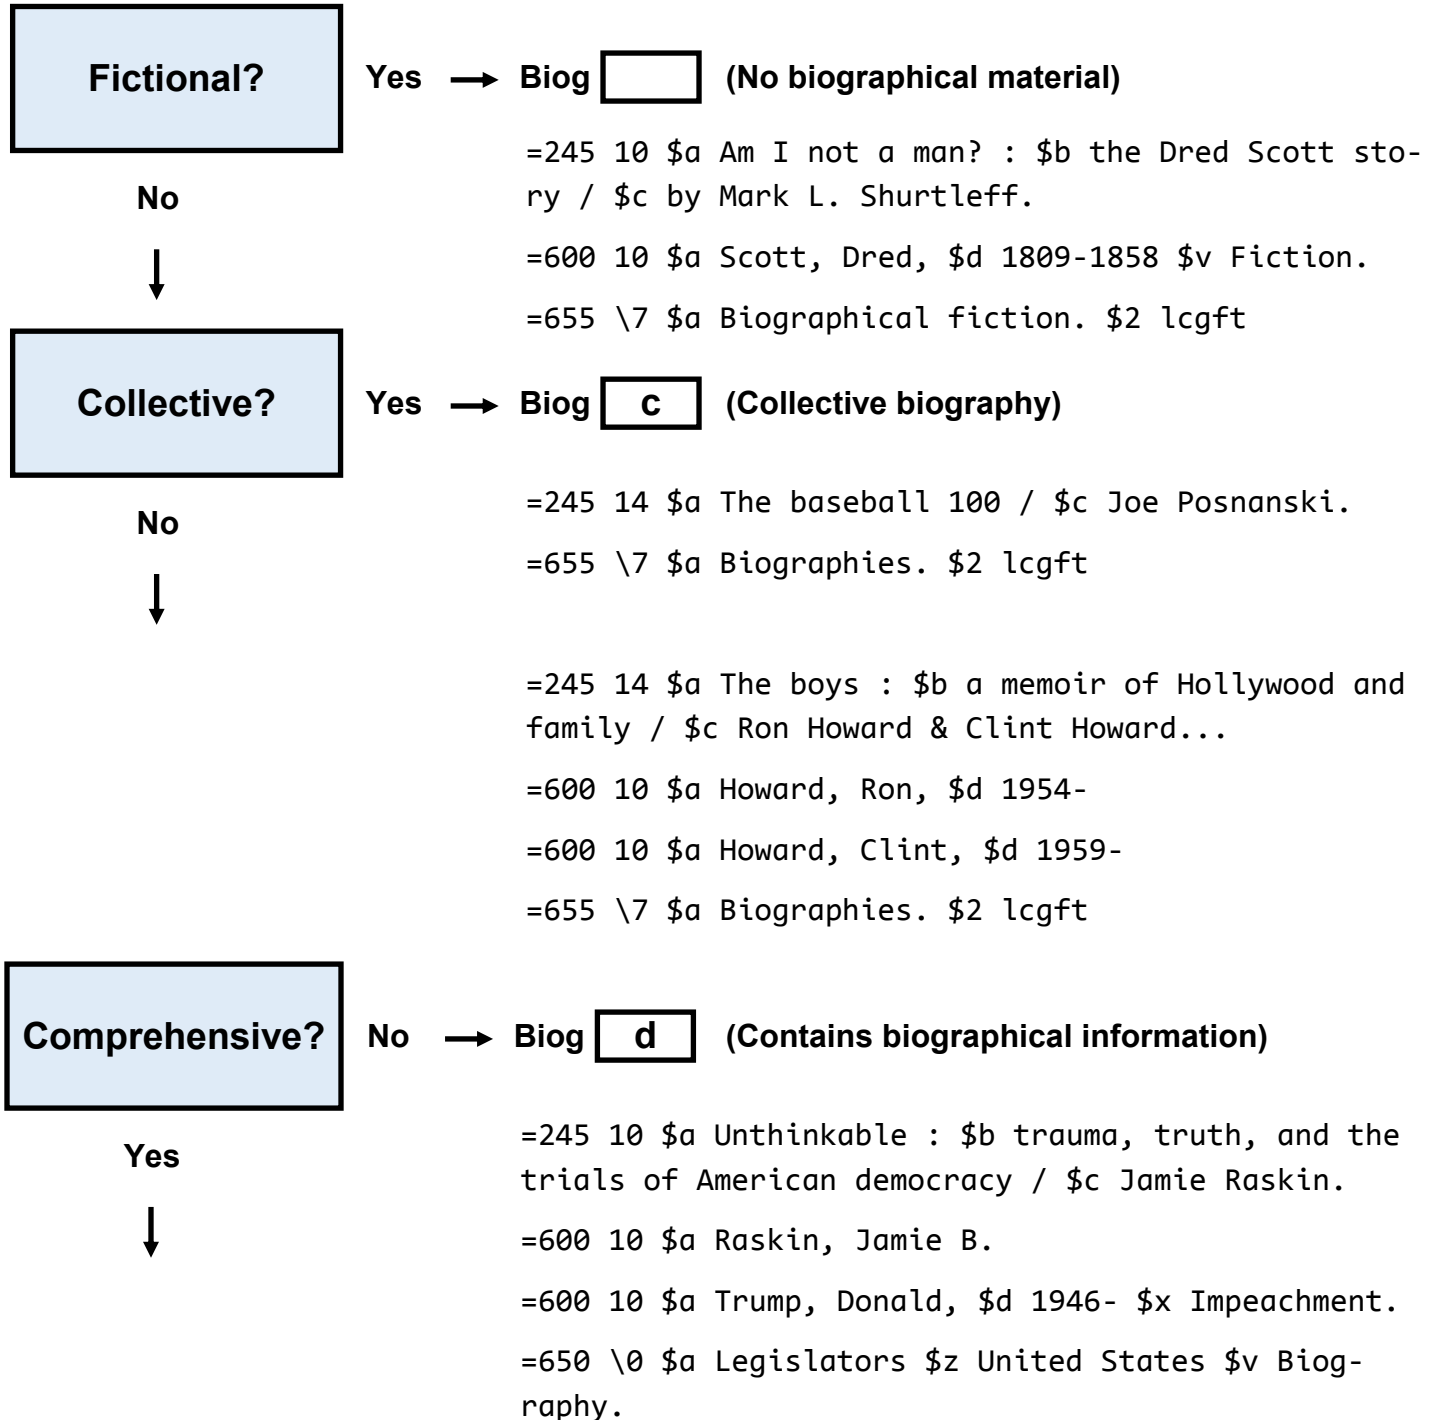 Fictional? Yes Biog (No biographical material)
=245 10 $a Am I not a man? : $b the Dred Scott sto-
ry / $c by Mark L. Shurtleff.
No
=600 10 $a Scott, Dred, $d 1809-1858 $v Fiction.
=655 \7 $a Biographical fiction. $2 lcgft
Collective? Yes Biog c (Collective biography)
=245 14 $a The baseball 100 / $c Joe Posnanski.
No
=655 \7 $a Biographies. $2 lcgft
=245 14 $a The boys : $b a memoir of Hollywood and
family / $c Ron Howard & Clint Howard...
=600 10 $a Howard, Ron, $d 1954-
=600 10 $a Howard, Clint, $d 1959-
=655 \7 $a Biographies. $2 lcgft
Comprehensive? No Biog d (Contains biographical information)
=245 10 $a Unthinkable : $b trauma, truth, and the
trials of American democracy / $c Jamie Raskin.
Yes
=600 10 $a Raskin, Jamie B.
=600 10 $a Trump, Donald, $d 1946- $x Impeachment.
=650 \0 $a Legislators $z United States $v Biog-
raphy.